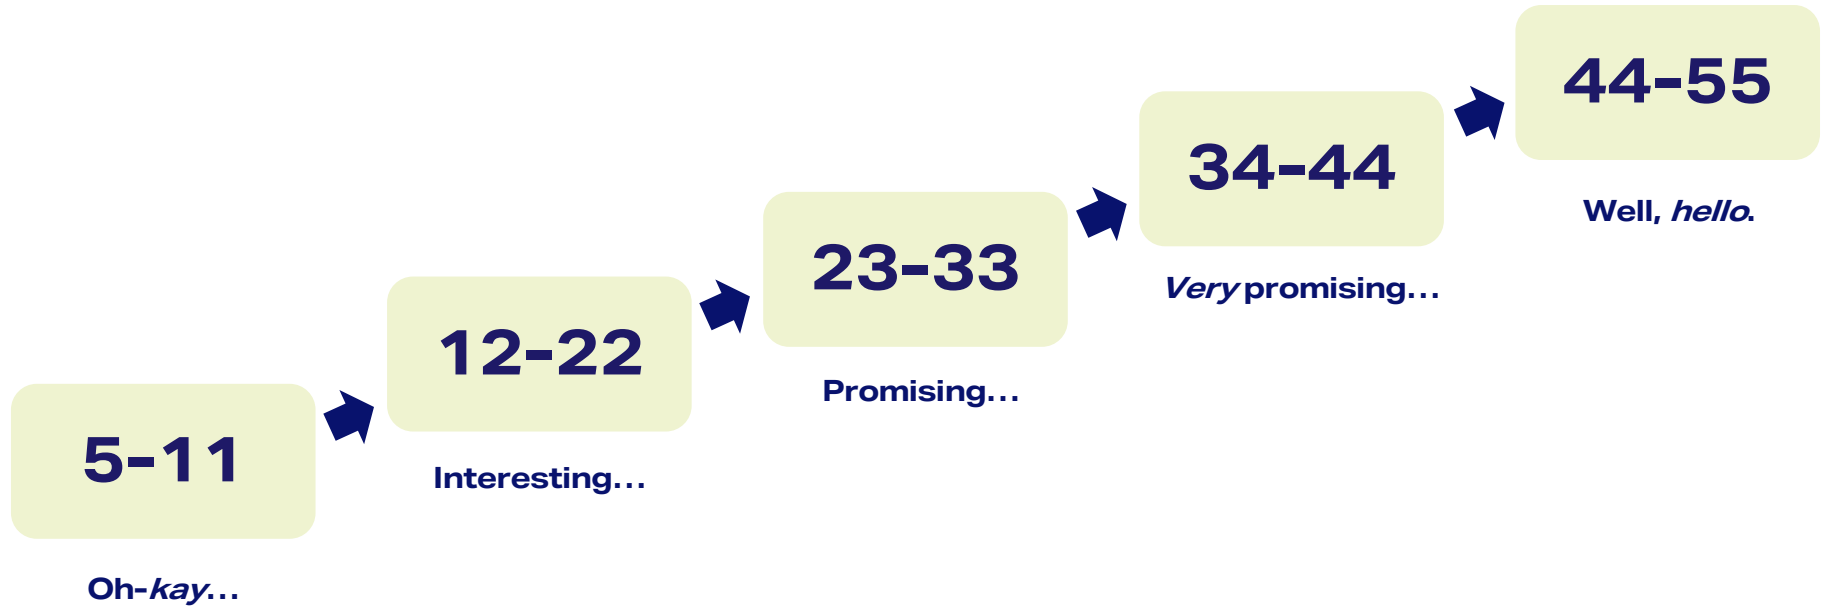 5-11
Oh-kay...
12-22
Interesting...
23-33
Promising...
34-44
Very promising...
44-55
Well, hello.